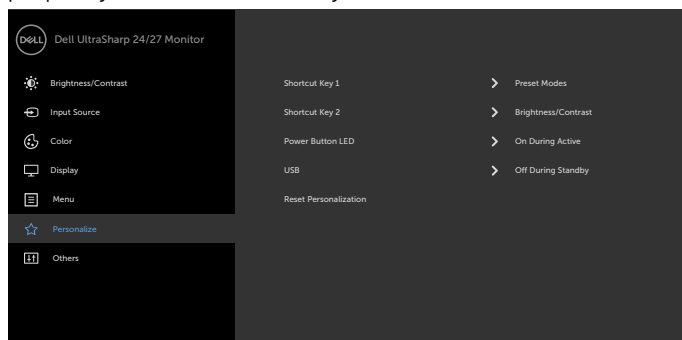 DELL Dell UltraSharp 24/27 Monitor
Brightness/Contrast
Input Source
Color
Display
Menu
Personalize
Others
Shortcut Key 1 Preset Modes
Shortcut Key 2 Brightness/Contrast
Power Button LED On During Active
USB Off During Standby
Reset Personalization